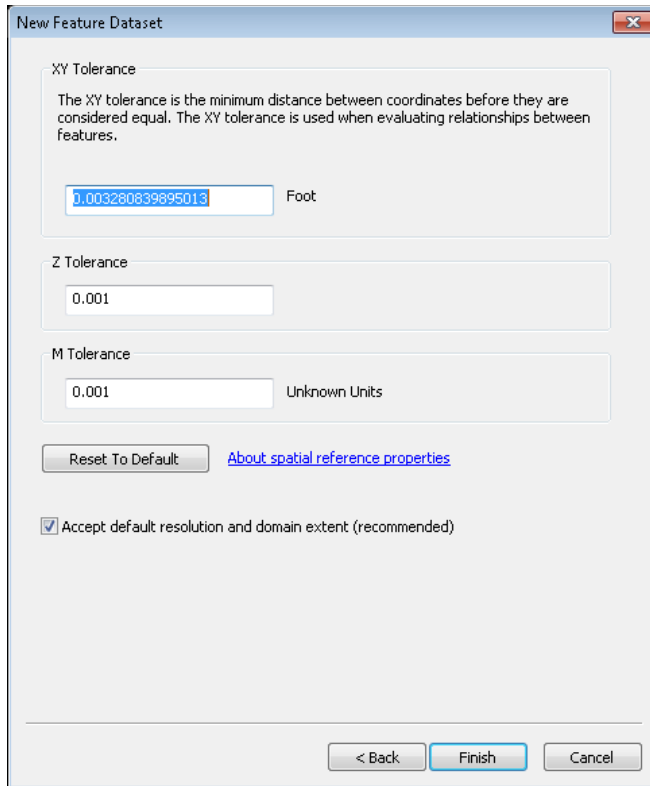 New Feature Dataset
XY Tolerance
The XY tolerance is the minimum distance between coordinates before they are
considered equal. The XY tolerance is used when evaluating relationships between
features.
0.003280839895013 Foot
Z Tolerance
0.001
M Tolerance
0.001 Unknown Units
Reset To Default About spatial reference properties
Accept default resolution and domain extent (recommended)
< Back Finish Cancel